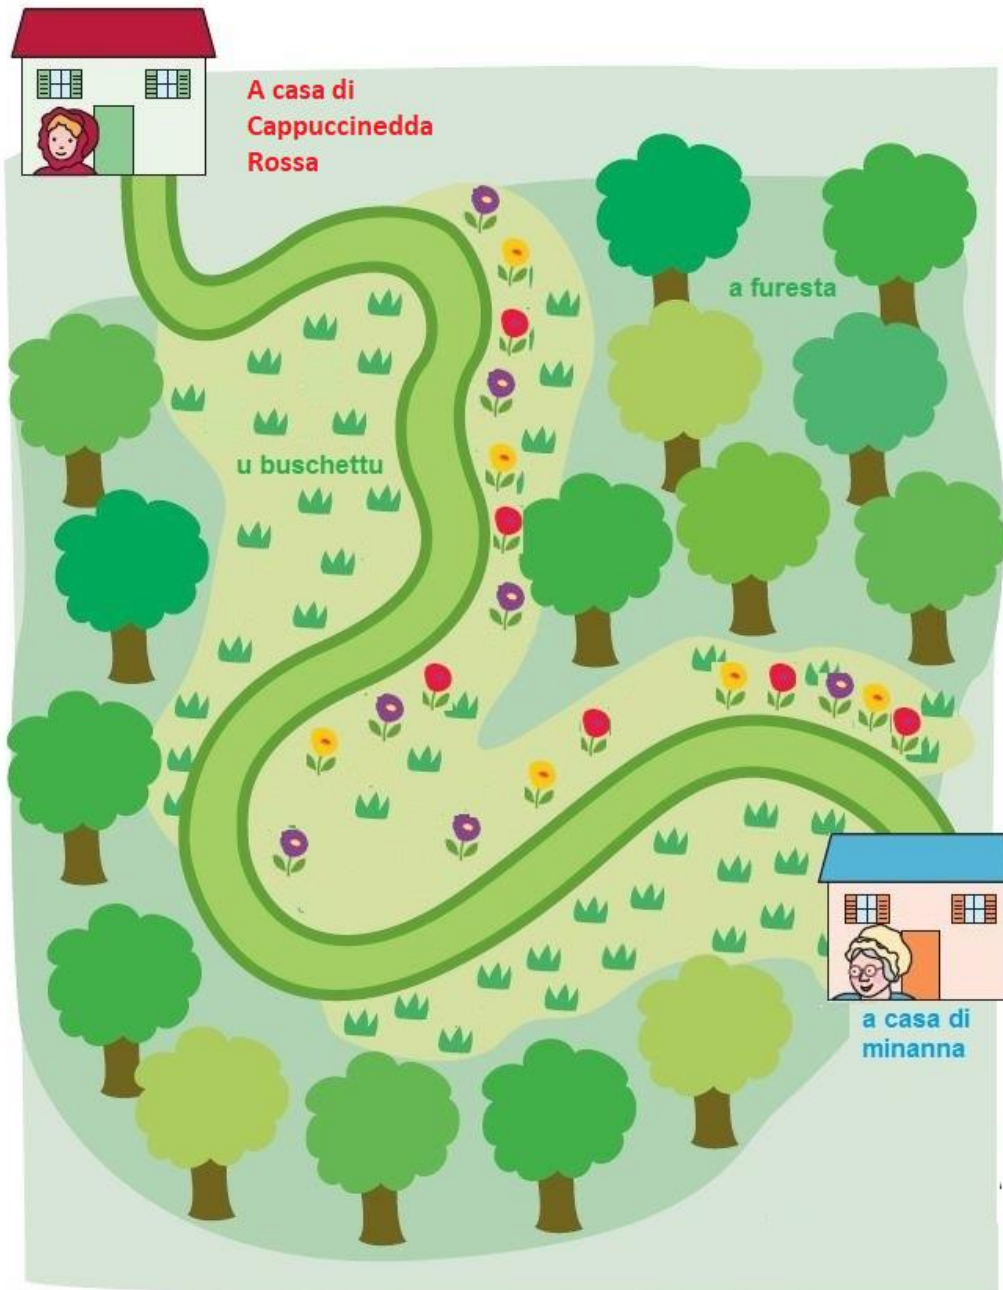 A casa di
Cappuccinedda
Rossa
a furesta
u buschettu
a casa di
minanna